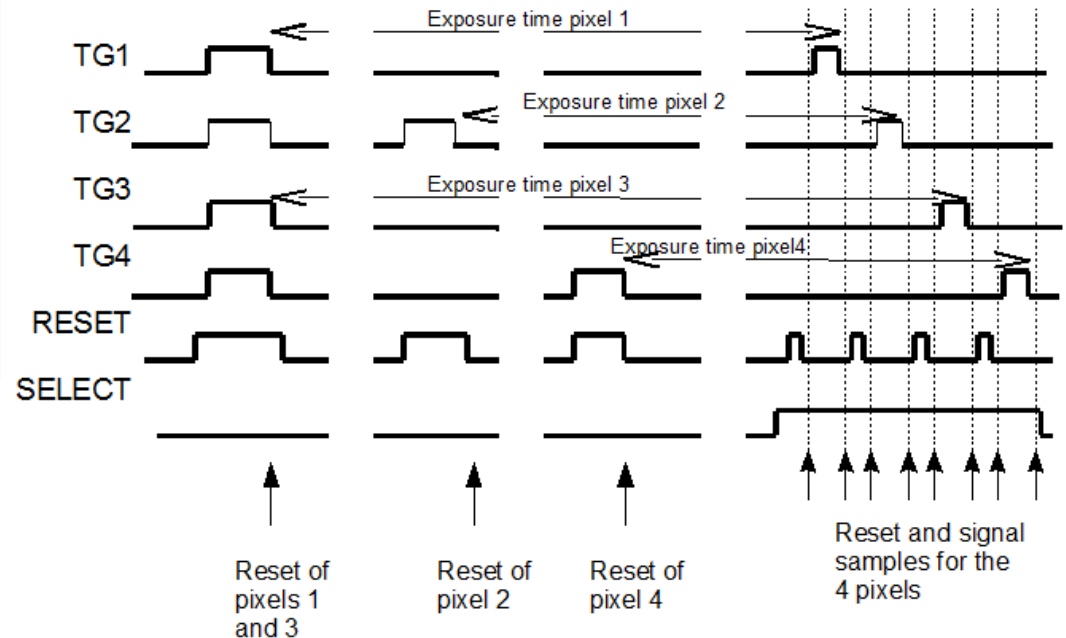 Exposure time pixel 1
TG1
Exposure time pixel 2
TG2
Exposure time pixel 3
TG3
Exposure time pixel4
TG4
RESET
SELECT
Reset of
pixels 1
and 3
Reset of
pixel 2
Reset of
pixel 4
Reset and signal
samples for the
4 pixels